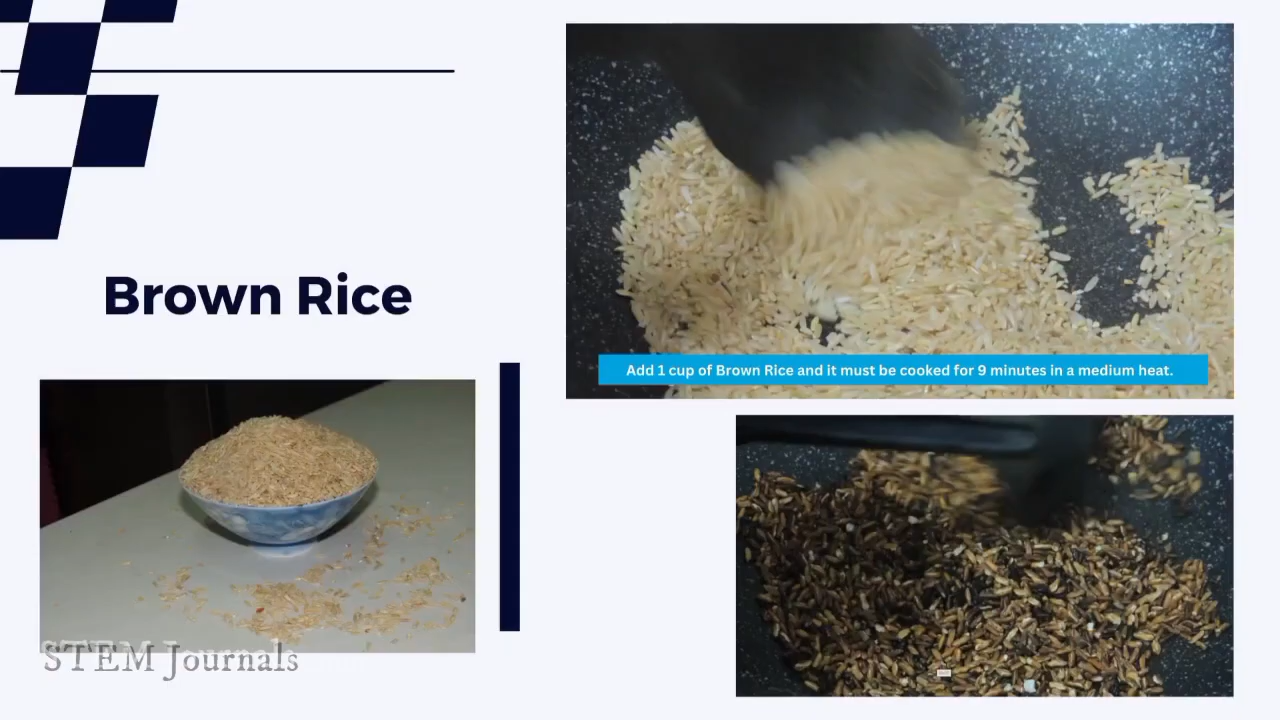 Brown Rice
Add 1 cup of Brown Rice and it must be cooked for 9 minutes in a medium heat.
STEM Journals